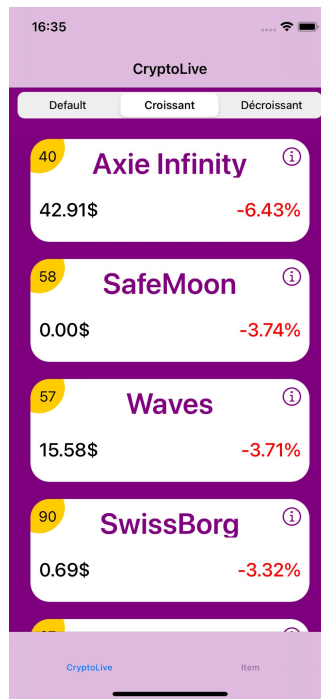 16:35
CryptoLive
Default Croissant Décroissant
40
Axie Infinity
42.91$ -6.43%
58
SafeMoon
0.00$ -3.74%
57
Waves
15.58$ -3.71%
90
SwissBorg
0.69$ -3.32%
CryptoLive Item